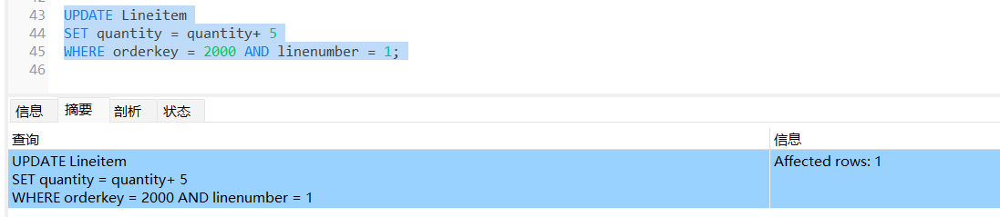 42
43 UPDATE Lineitem
44 SET quantity = quantity+ 5
45 WHERE orderkey = 2000 AND linenumber = 1;
46
信息 摘要 剖析 状态
查询 信息
UPDATE Lineitem Affected rows: 1
SET quantity = quantity+ 5
WHERE orderkey = 2000 AND linenumber = 1